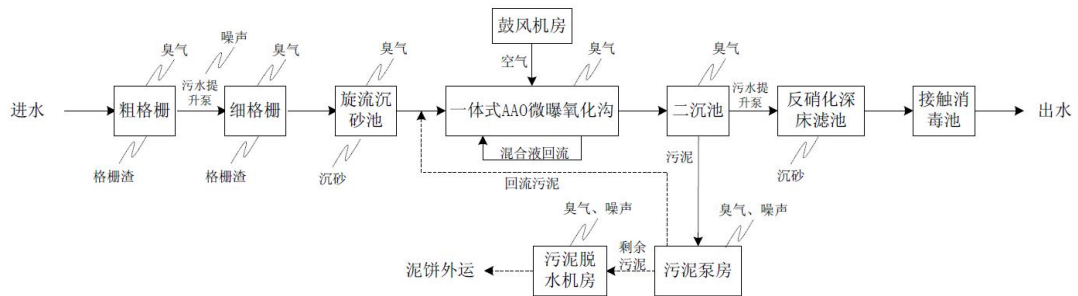 鼓风机房
臭气
噪声
臭气
臭气
空气
臭气
臭气
进水
粗格栅
污水提
升泵
细格栅
旋流沉
砂池
一体式AAO微曝氧化沟
二沉池
污水提
升泵
反硝化深
床滤池
接触消
毒池
出水
混合液回流
污泥
格栅渣
格栅渣
沉砂
回流污泥
沉砂
臭气、噪声
臭气、噪声
泥饼外运
污泥脱
水机房
剩余
污泥
污泥泵房